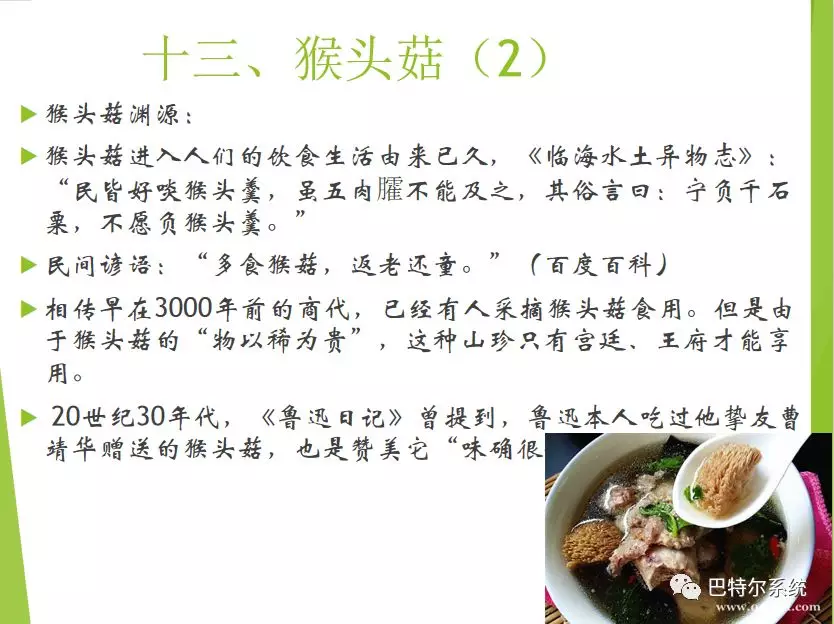 十三、猴头菇（2）
猴头菇渊源：
猴头菇进入人们的饮食生活由来已久，《临海水土异物志》：
“民皆好啖猴头羹，虽五肉臛不能及之，其俗言曰：宁负千石
粟，不愿负猴头羹。”
民间谚语：“多食猴菇，返老还童。”（百度百科）
相传早在3000年前的商代，已经有人采摘猴头菇食用。但是由
于猴头菇的“物以稀为贵”，这种山珍只有宫廷、王府才能享
用。
20世纪30年代，《鲁迅日记》曾提到，鲁迅本人吃过他挚友曹
靖华赠送的猴头菇，也是赞美它“味确很
巴特尔系统